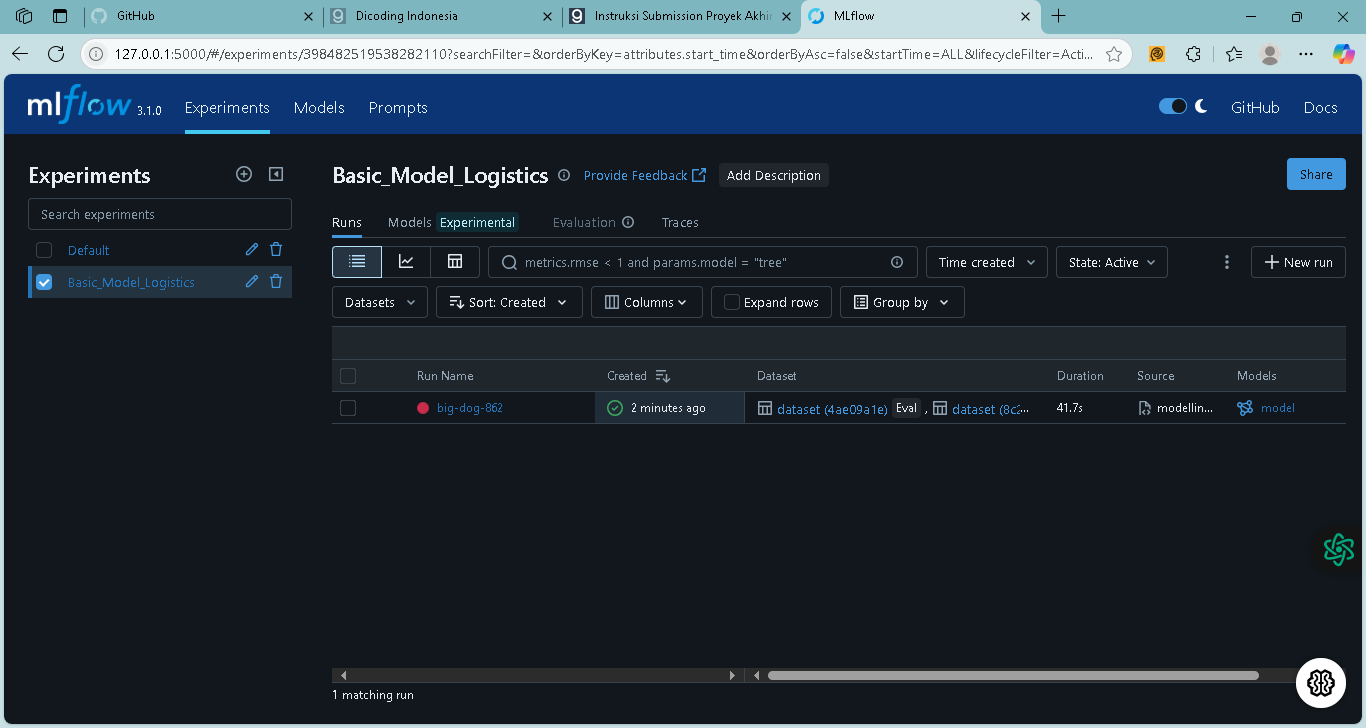 GitHub
Dicoding Indonesia
Instruksi Submission Proyek Akhir
MLflow
127.0.0.1:5000/#/experiments/398482519538282110?searchFilter=&orderByKey=attributes.start_time&orderByAsc=false&startTime=ALL&lifecycleFilter=Acti...
mlflow 3.1.0
Experiments
Models
Prompts
GitHub
Docs
Experiments
Search experiments
Default
Basic_Model_Logistics
Basic_Model_Logistics
Provide Feedback
Add Description
Share
Runs
Models
Experimental
Evaluation
Traces
metrics.rmse < 1 and params.model = "tree"
Time created
State: Active
New run
Datasets
Sort: Created
Columns
Expand rows
Group by
Run Name
Created
Dataset
Duration
Source
Models
big-dog-862
2 minutes ago
dataset (4ae09a1e) Eval , dataset (8c2...
41.7s
modellin...
model
1 matching run